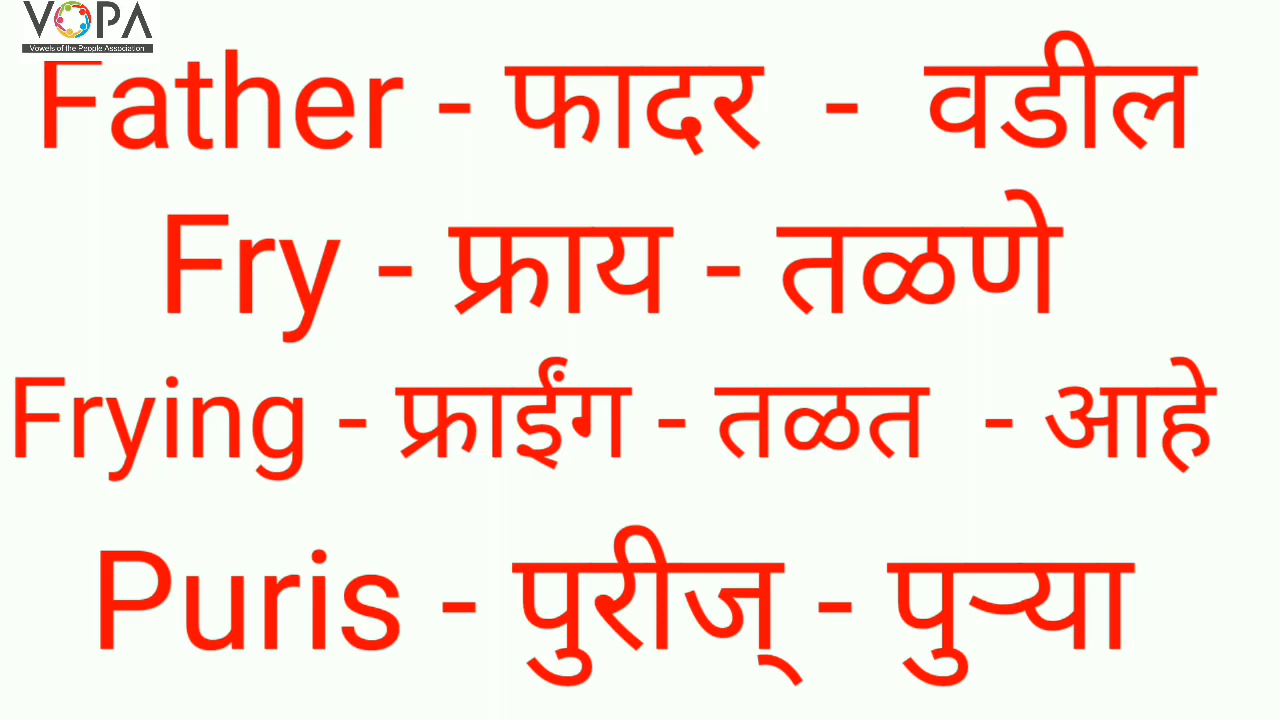 VOPA
Vowels of the People Association
Father - फादर - वडील
Fry - फ्राय - तळणे
Frying - फ्राईंग - तळत - आहे
Puris - पुरीज् - पुऱ्या